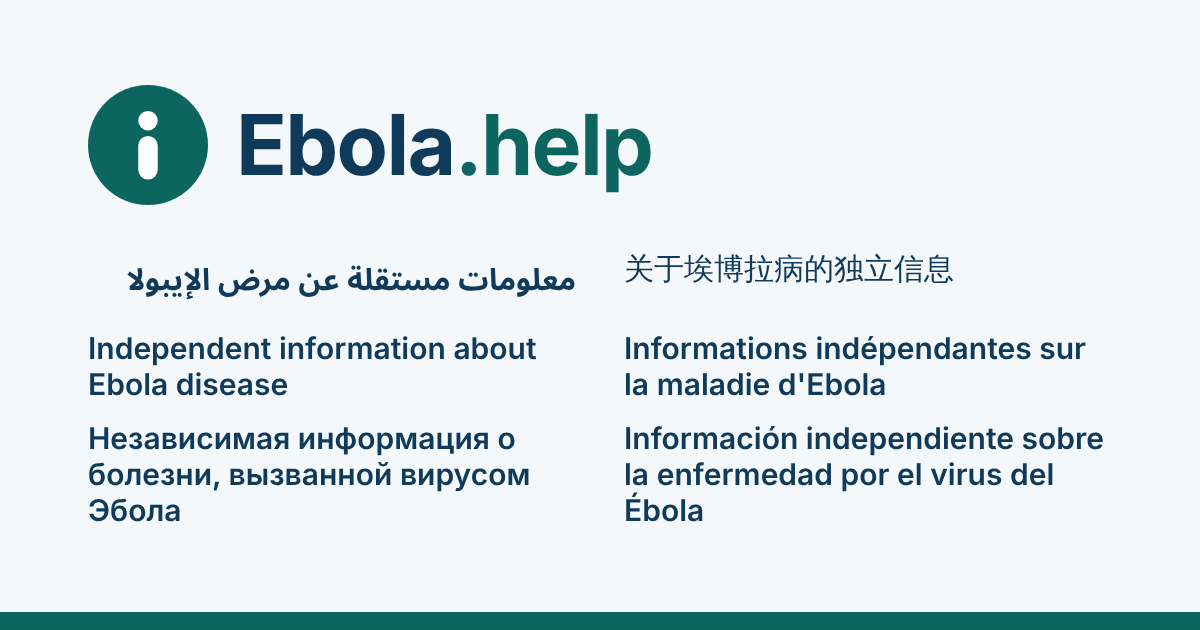 Ebola.help
معلومات مستقلة عن مرض الإيبولا
关于埃博拉病的独立信息
Independent information about
Ebola disease
Informations indépendantes sur
la maladie d'Ebola
Независимая информация о
болезни, вызванной вирусом
Эбола
Información independiente sobre
la enfermedad por el virus del
Ébola